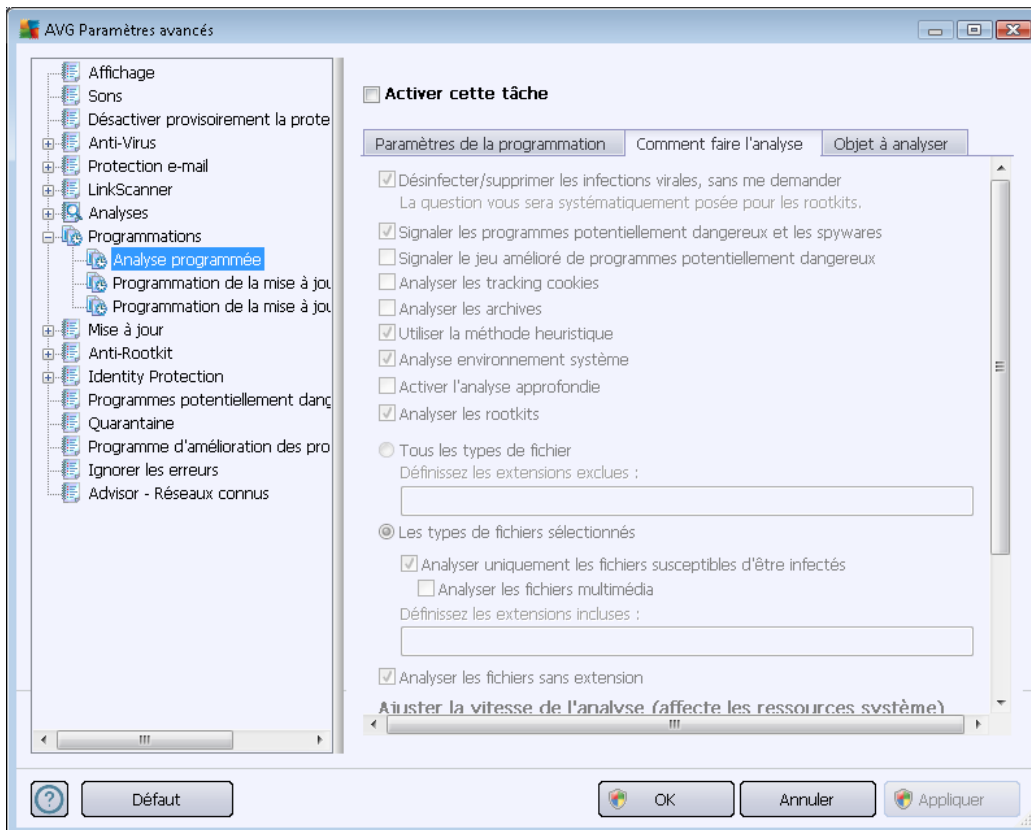 AVG Paramètres avancés
Affichage
Sons
Désactiver provisoirement la prote
Anti-Virus
Protection e-mail
LinkScanner
Analyses
Programmations
Analyse programmée
Programmation de la mise à jou
Programmation de la mise à jou
Mise à jour
Anti-Rootkit
Identity Protection
Programmes potentiellement dang
Quarantaine
Programme d'amélioration des pro
Ignorer les erreurs
Advisor - Réseaux connus
Activer cette tâche
Paramètres de la programmation
Comment faire l'analyse
Objet à analyser
Désinfecter/supprimer les infections virales, sans me demander
La question vous sera systématiquement posée pour les rootkits.
Signaler les programmes potentiellement dangereux et les spywares
Signaler le jeu amélioré de programmes potentiellement dangereux
Analyser les tracking cookies
Analyser les archives
Utiliser la méthode heuristique
Analyse environnement système
Activer l'analyse approfondie
Analyser les rootkits
Tous les types de fichier
Définissez les extensions exclues :
Les types de fichiers sélectionnés
Analyser uniquement les fichiers susceptibles d'être infectés
Analyser les fichiers multimédia
Définissez les extensions incluses :
Analyser les fichiers sans extension
Ajuster la vitesse de l'analyse (affecte les ressources système)
?
Défaut
OK
Annuler
Appliquer